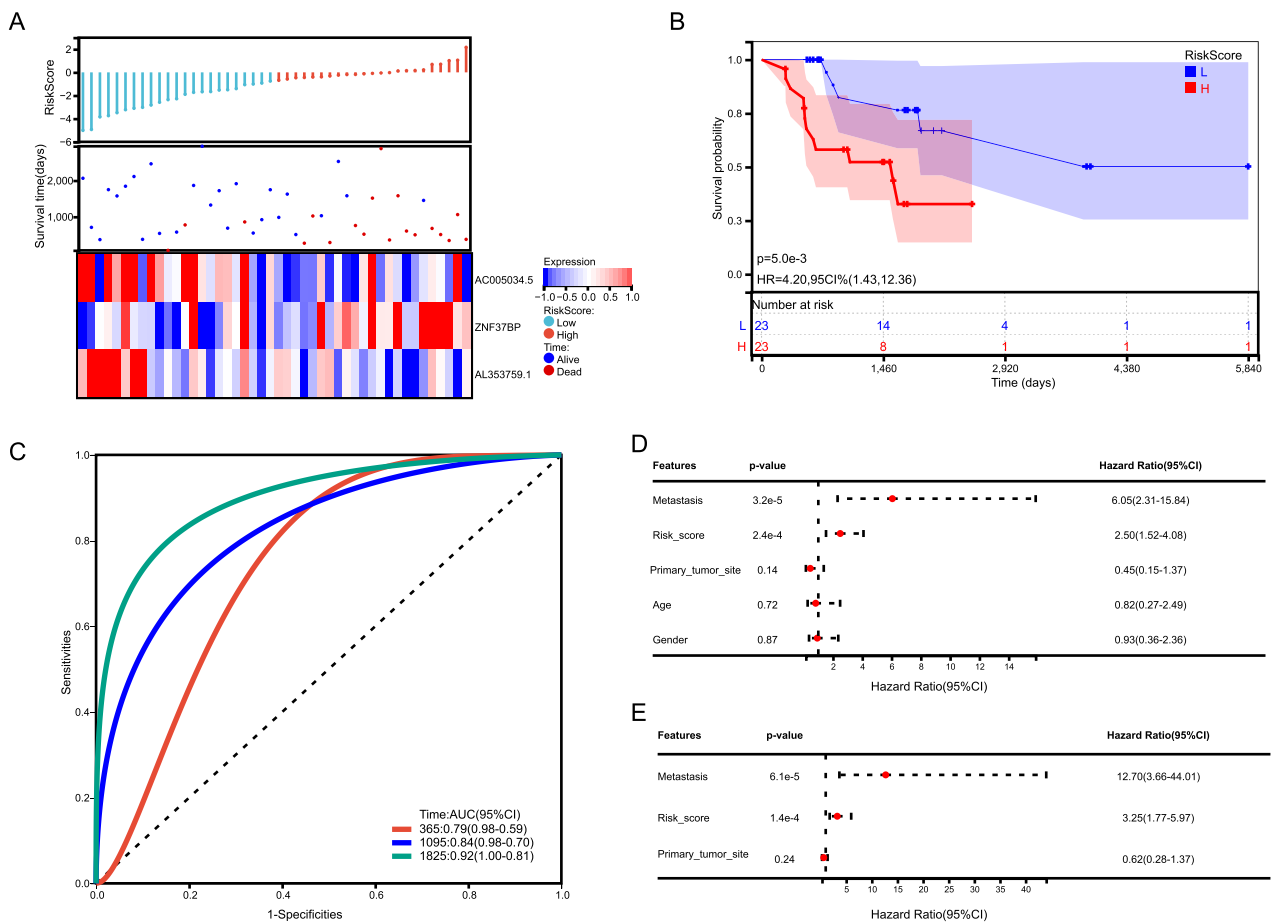 A
RiskScore
2
0
−2
−4
−6
Survival time(days)
2,000
1,000
AC005034.5
ZNF37BP
AL353759.1
Expression
−1.0 −0.5 0.0 0.5 1.0
RiskScore:
Low
High
Time:
Alive
Dead
B
Survival probability
1.0
0.8
0.5
0.3
0.0
RiskScore
L
H
p=5.0e-3
HR=4.20,95CI%(1.43,12.36)
Number at risk
L 23 14 4 1 1
H 23 8 1 1 1
0 1,460 2,920 4,380 5,840
Time (days)
C
Sensitivities
1.0
0.8
0.6
0.4
0.2
0.0
Time:AUC(95%CI)
365:0.79(0.98-0.59)
1095:0.84(0.98-0.70)
1825:0.92(1.00-0.81)
0.0 0.2 0.4 0.6 0.8 1.0
1-Specificities
D
Features p-value Hazard Ratio(95%CI)
Metastasis 3.2e-5 6.05(2.31-15.84)
Risk_score 2.4e-4 2.50(1.52-4.08)
Primary_tumor_site 0.14 0.45(0.15-1.37)
Age 0.72 0.82(0.27-2.49)
Gender 0.87 0.93(0.36-2.36)
2 4 6 8 10 12 14
Hazard Ratio(95%CI)
E
Features p-value Hazard Ratio(95%CI)
Metastasis 6.1e-5 12.70(3.66-44.01)
Risk_score 1.4e-4 3.25(1.77-5.97)
Primary_tumor_site 0.24 0.62(0.28-1.37)
5 10 15 20 25 30 35 40
Hazard Ratio(95%CI)